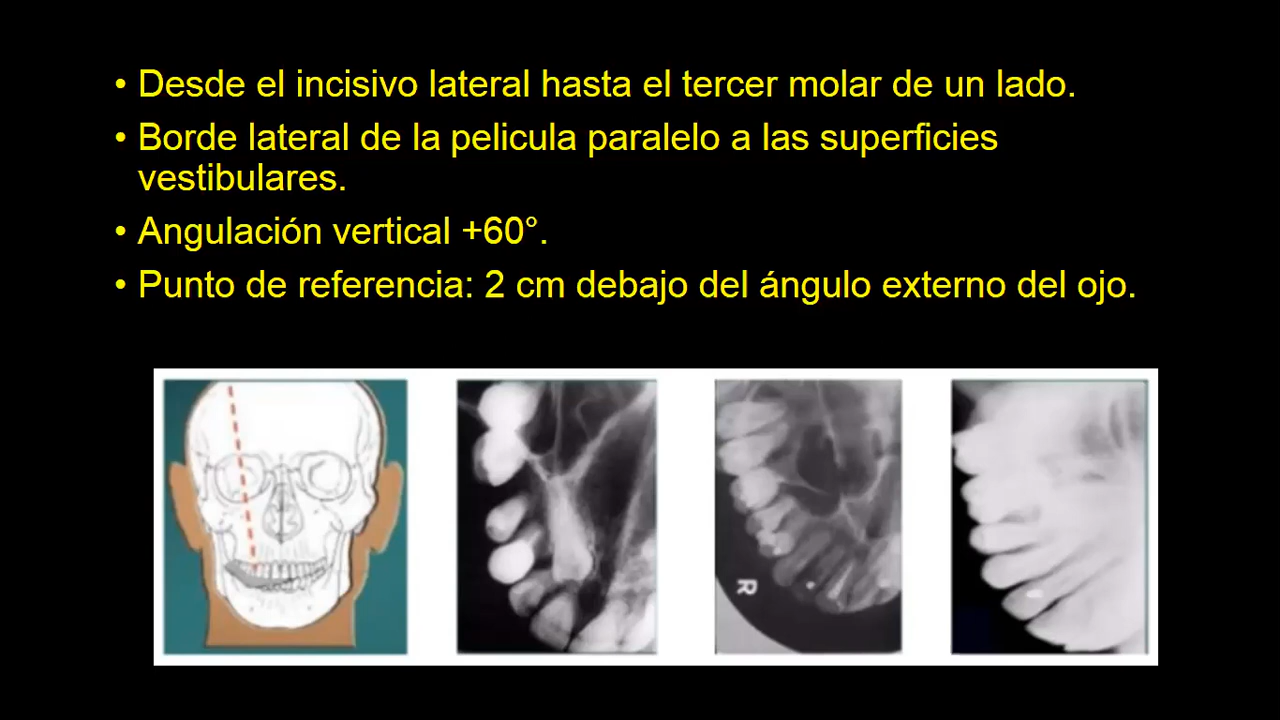 • Desde el incisivo lateral hasta el tercer molar de un lado.
• Borde lateral de la pelicula paralelo a las superficies
vestibulares.
• Angulación vertical +60°.
• Punto de referencia: 2 cm debajo del ángulo externo del ojo.
R